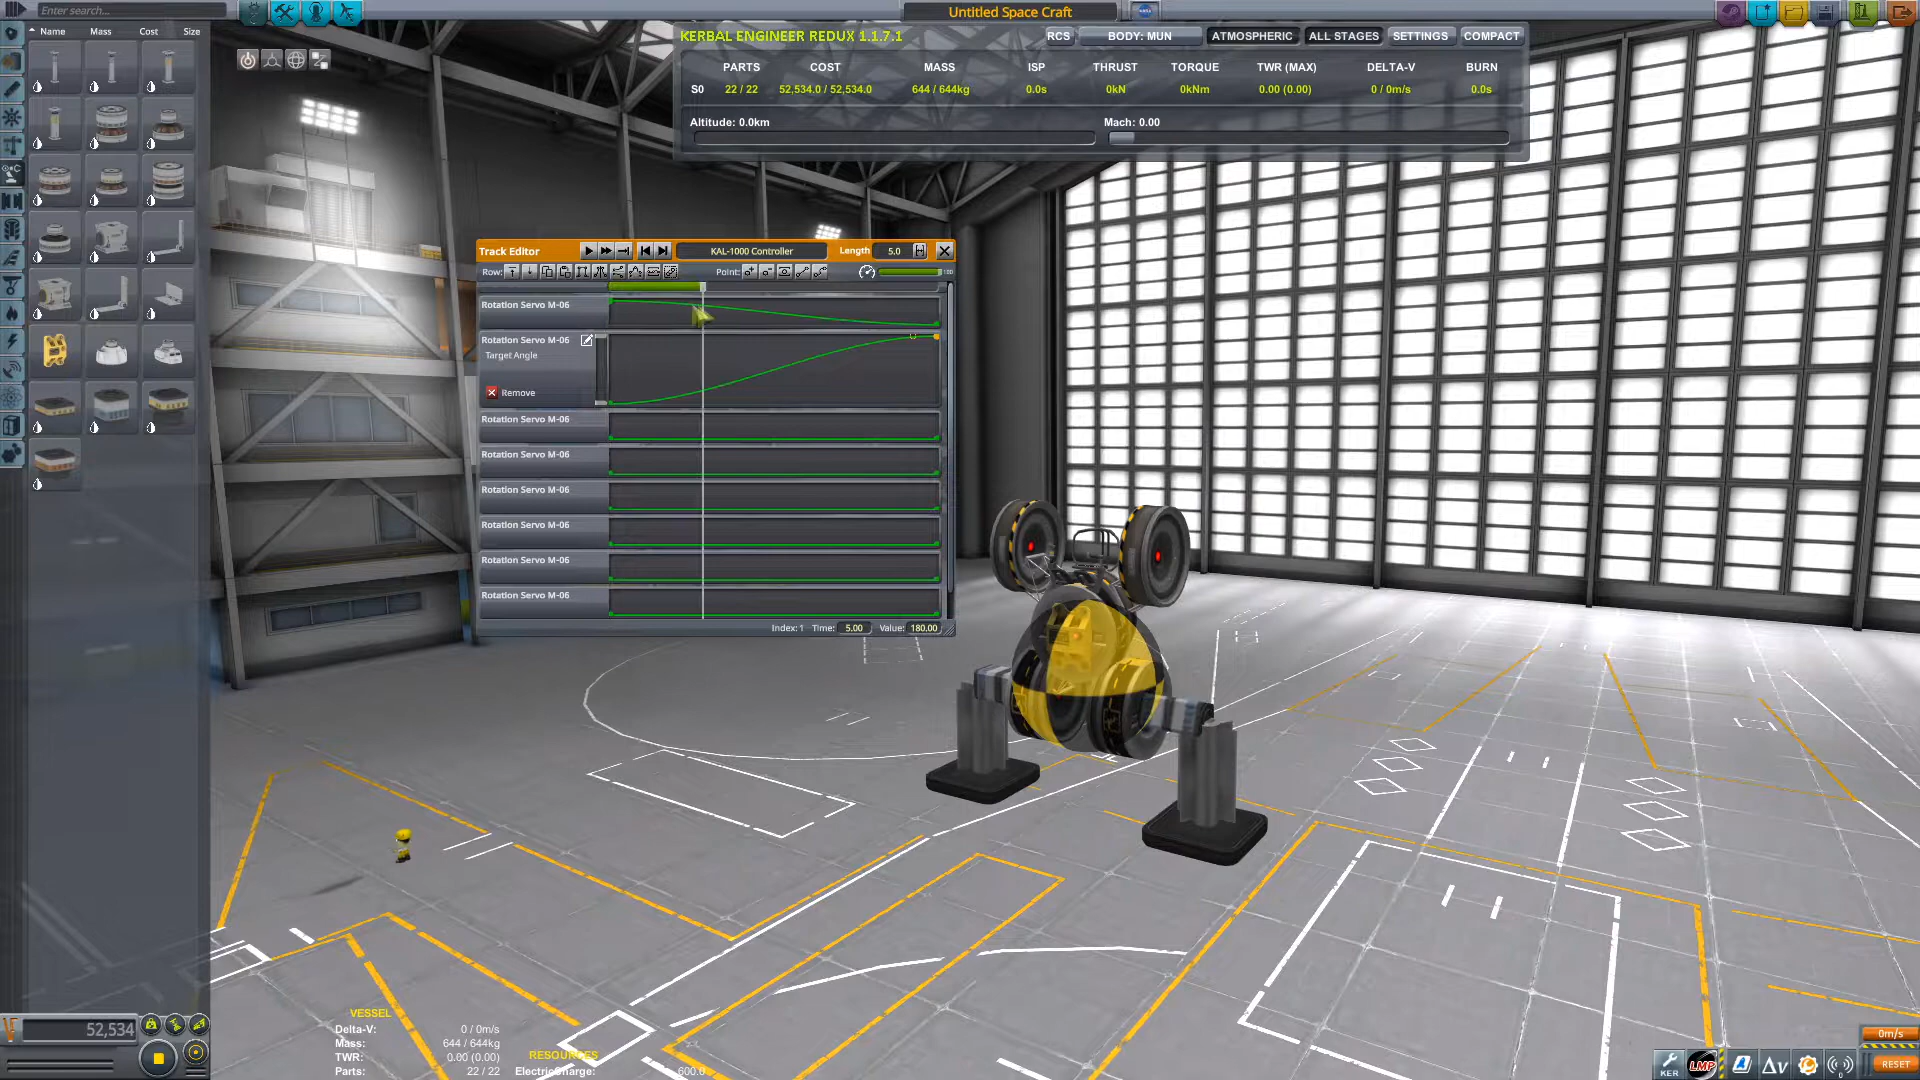 Enter search...
Untitled Space Craft
Name Mass Cost Size
KERBAL ENGINEER REDUX 1.1.7.1
RCS BODY: MUN ATMOSPHERIC ALL STAGES SETTINGS COMPACT
PARTS COST MASS ISP THRUST TORQUE TWR (MAX) DELTA-V BURN
S0 22 / 22 52,534.0 / 52,534.0 644 / 644kg 0.0s 0kN 0kNm 0.00 (0.00) 0 / 0m/s 0.0s
Altitude: 0.0km Mach: 0.00
Track Editor KAL-1000 Controller Length 5.0
Row: Point: 100
Rotation Servo M-06
Rotation Servo M-06
Target Angle
Remove
Rotation Servo M-06
Rotation Servo M-06
Rotation Servo M-06
Rotation Servo M-06
Rotation Servo M-06
Rotation Servo M-06
Index: 1 Time: 5.00 Value: 180.00
52,534
VESSEL
Delta-V: 0 / 0m/s
Mass: 644 / 644kg
TWR: 0.00 (0.00)
Parts: 22 / 22
RESOURCES
ElectricCharge: 600.0
0m/s
KER LMP Δv 0 RESET